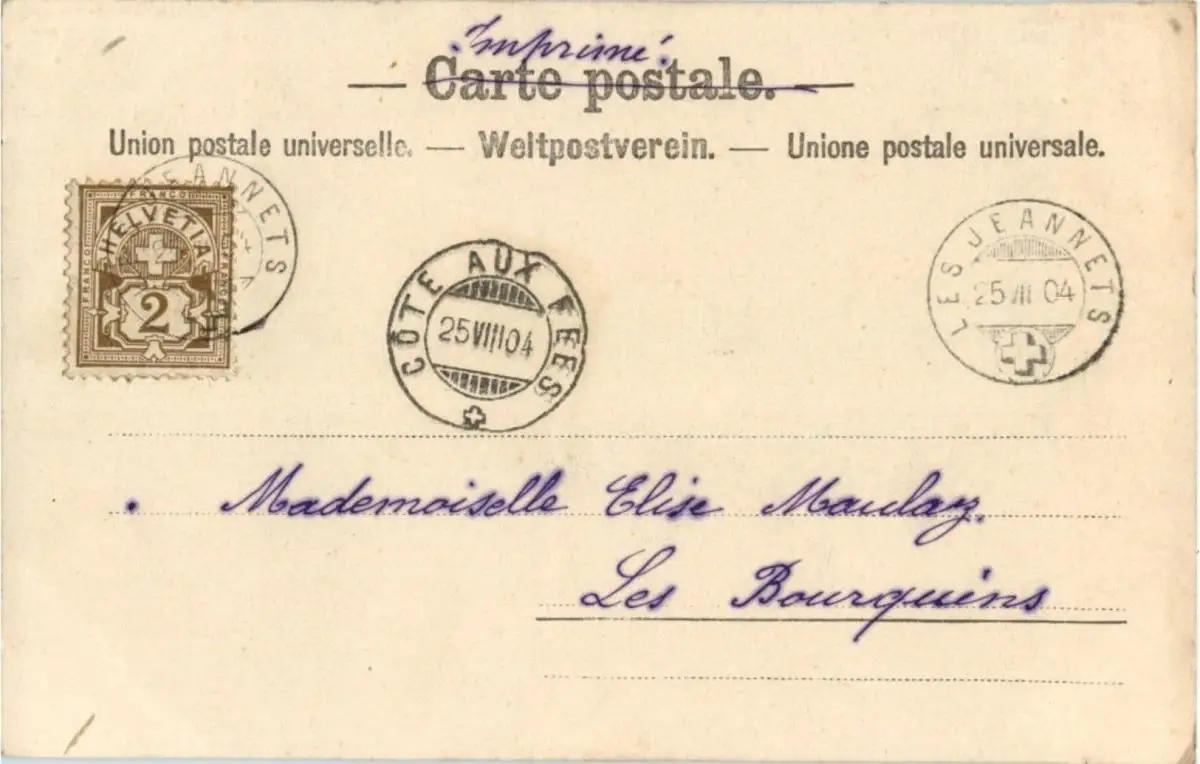 Imprimé.
— Carte postale. —
Union postale universelle. — Weltpostverein. — Unione postale universale.
JEANNETS
FRANCO
HELVETIA
FRANCO
2
CÔTE AUX FÉES
25 VIII 04
LES JEANNETS
25 VIII 04
Mademoiselle Elise Maulaz.
Les Bourquins